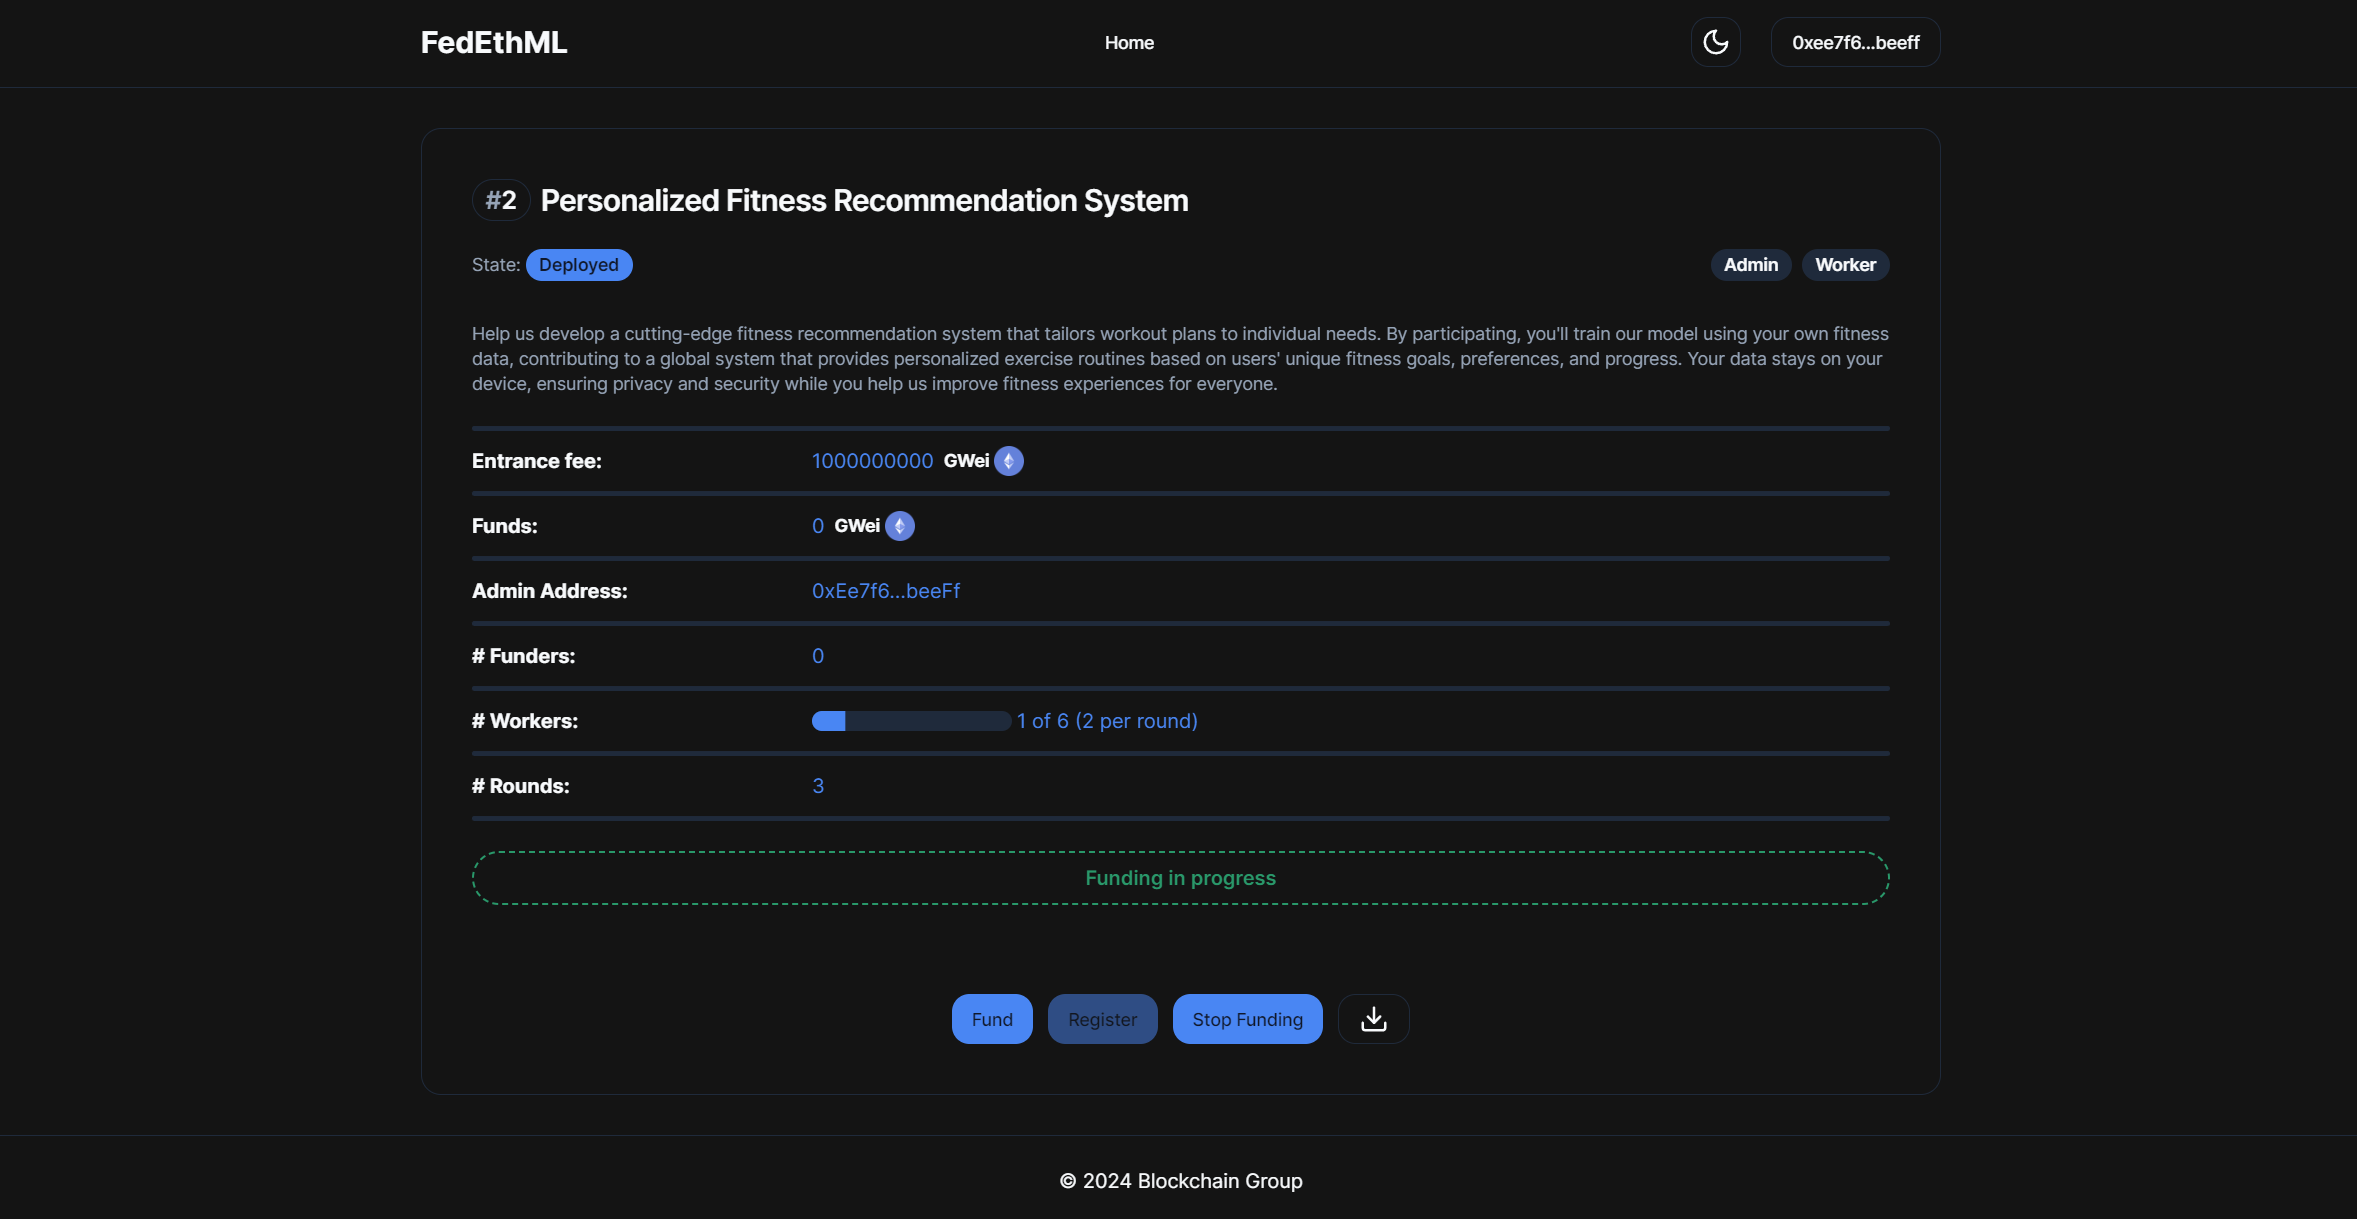 FedEthML
Home
0xee7f6...beeff
#2 Personalized Fitness Recommendation System
State: Deployed
Admin Worker
Help us develop a cutting-edge fitness recommendation system that tailors workout plans to individual needs. By participating, you'll train our model using your own fitness
data, contributing to a global system that provides personalized exercise routines based on users' unique fitness goals, preferences, and progress. Your data stays on your
device, ensuring privacy and security while you help us improve fitness experiences for everyone.
Entrance fee: 1000000000 GWei
Funds: 0 GWei
Admin Address: 0xEe7f6...beeFf
# Funders: 0
# Workers: 1 of 6 (2 per round)
# Rounds: 3
Funding in progress
Fund Register Stop Funding
© 2024 Blockchain Group